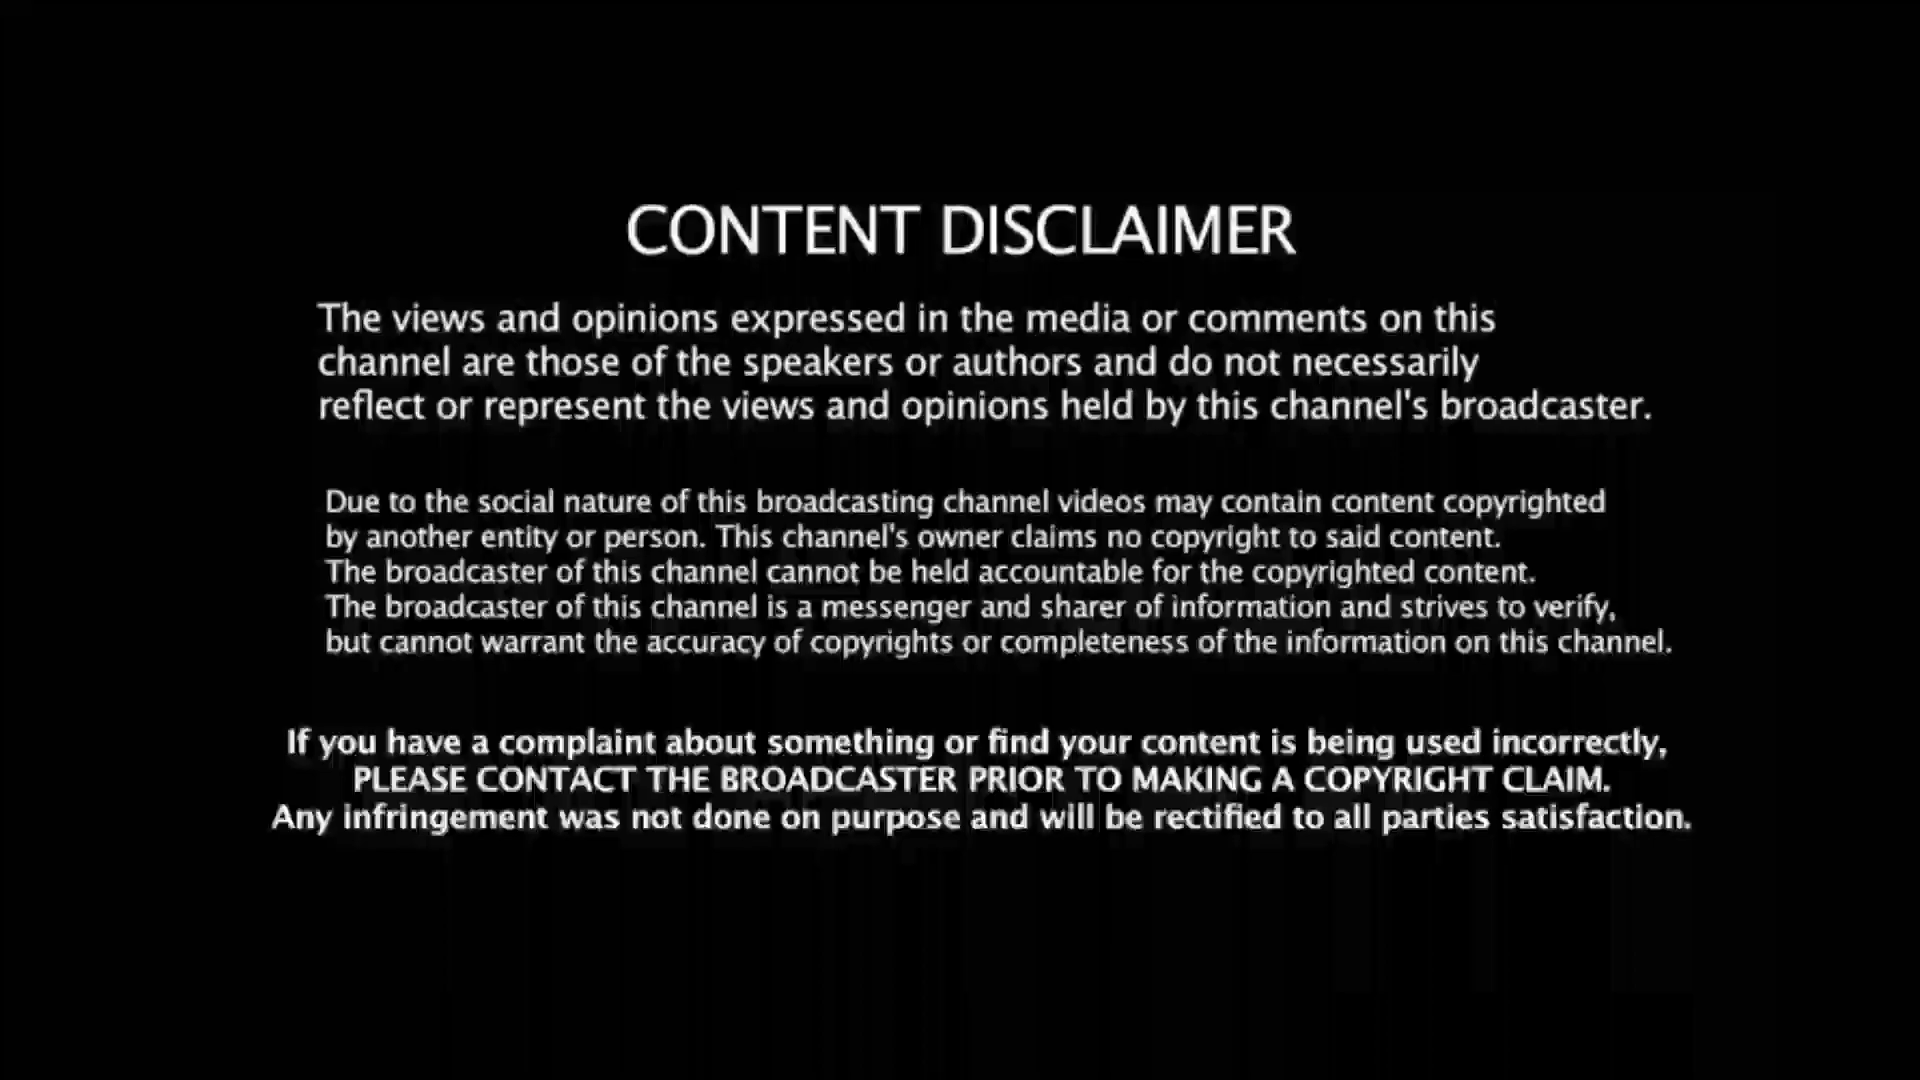 CONTENT DISCLAIMER
The views and opinions expressed in the media or comments on this
channel are those of the speakers or authors and do not necessarily
reflect or represent the views and opinions held by this channel's broadcaster.
Due to the social nature of this broadcasting channel videos may contain content copyrighted
by another entity or person. This channel's owner claims no copyright to said content.
The broadcaster of this channel cannot be held accountable for the copyrighted content.
The broadcaster of this channel is a messenger and sharer of information and strives to verify,
but cannot warrant the accuracy of copyrights or completeness of the information on this channel.
If you have a complaint about something or find your content is being used incorrectly,
PLEASE CONTACT THE BROADCASTER PRIOR TO MAKING A COPYRIGHT CLAIM.
Any infringement was not done on purpose and will be rectified to all parties satisfaction.